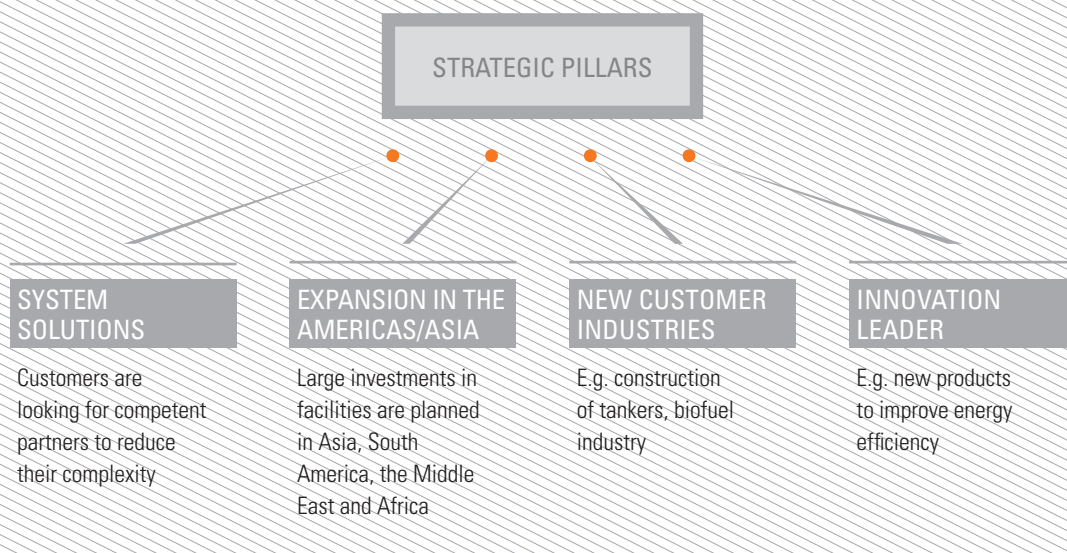 STRATEGIC PILLARS
SYSTEM
SOLUTIONS
Customers are
looking for competent
partners to reduce
their complexity
EXPANSION IN THE
AMERICAS/ASIA
Large investments in
facilities are planned
in Asia, South
America, the Middle
East and Africa
NEW CUSTOMER
INDUSTRIES
E.g. construction
of tankers, biofuel
industry
INNOVATION
LEADER
E.g. new products
to improve energy
efficiency